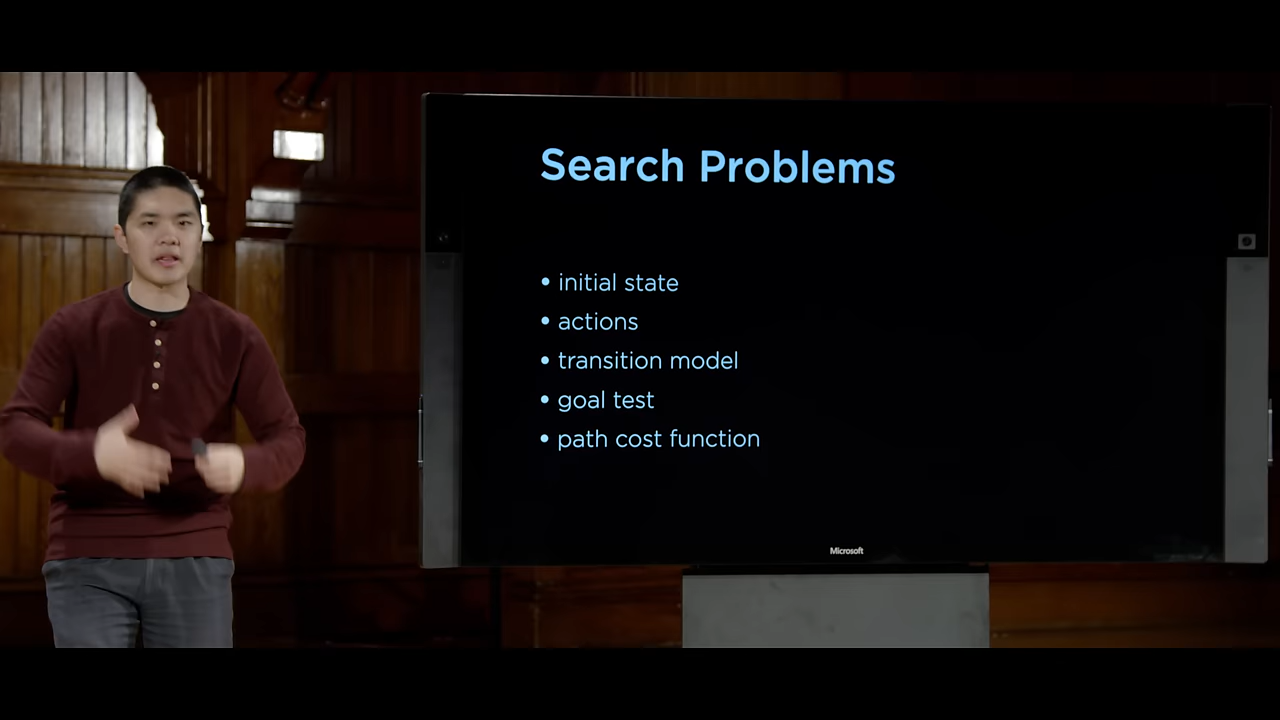 Search Problems
• initial state
• actions
• transition model
• goal test
• path cost function
Microsoft